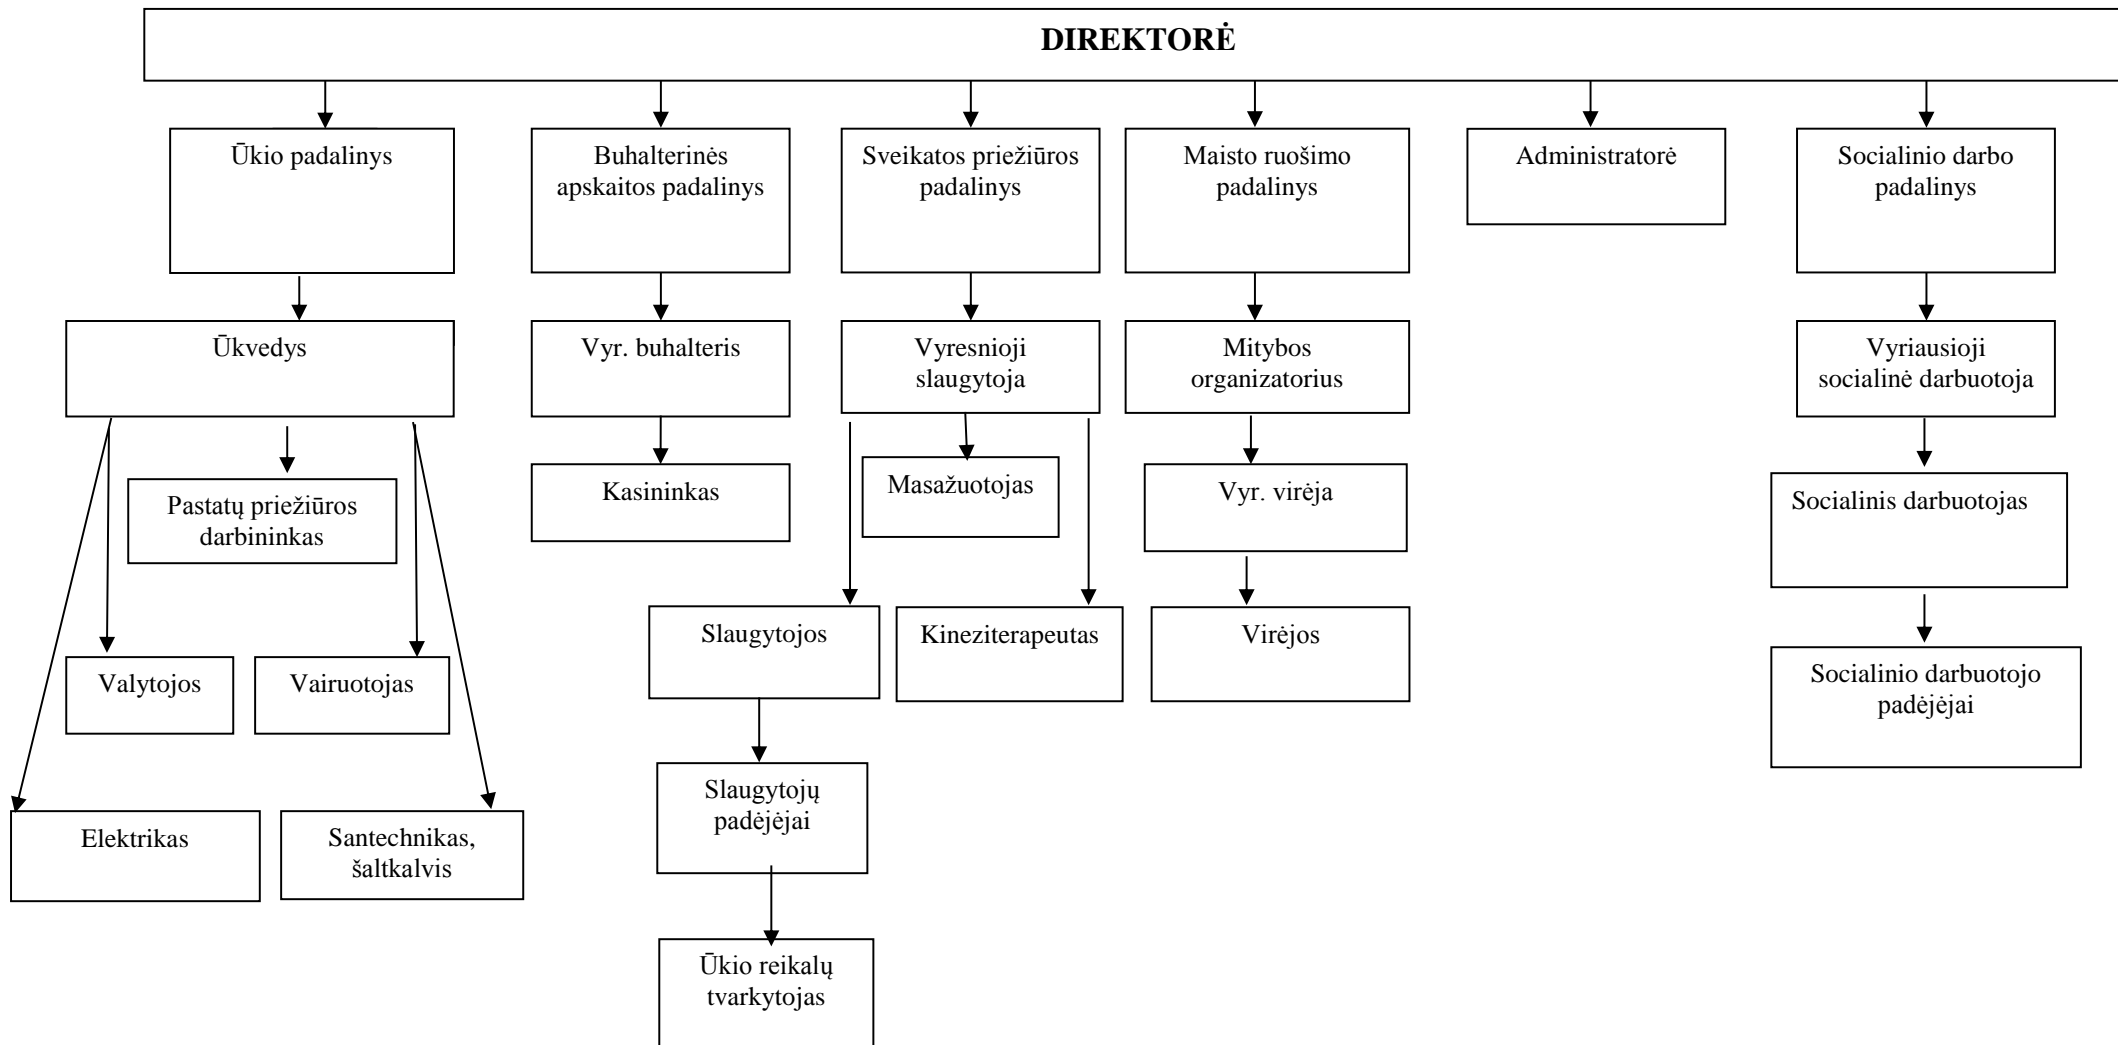 DIREKTORĖ
Ūkio padalinys
Buhalterinės
apskaitos padalinys
Sveikatos priežiūros
padalinys
Maisto ruošimo
padalinys
Administratorė
Socialinio darbo
padalinys
Ūkvedys
Vyr. buhalteris
Vyresnioji
slaugytoja
Mitybos
organizatorius
Vyriausioji
socialinė darbuotoja
Pastatų priežiūros
darbininkas
Kasininkas
Masažuotojas
Vyr. virėja
Socialinis darbuotojas
Valytojos
Vairuotojas
Slaugytojos
Kineziterapeutas
Virėjos
Socialinio darbuotojo
padėjėjai
Elektrikas
Santechnikas,
šaltkalvis
Slaugytojų
padėjėjai
Ūkio reikalų
tvarkytojas